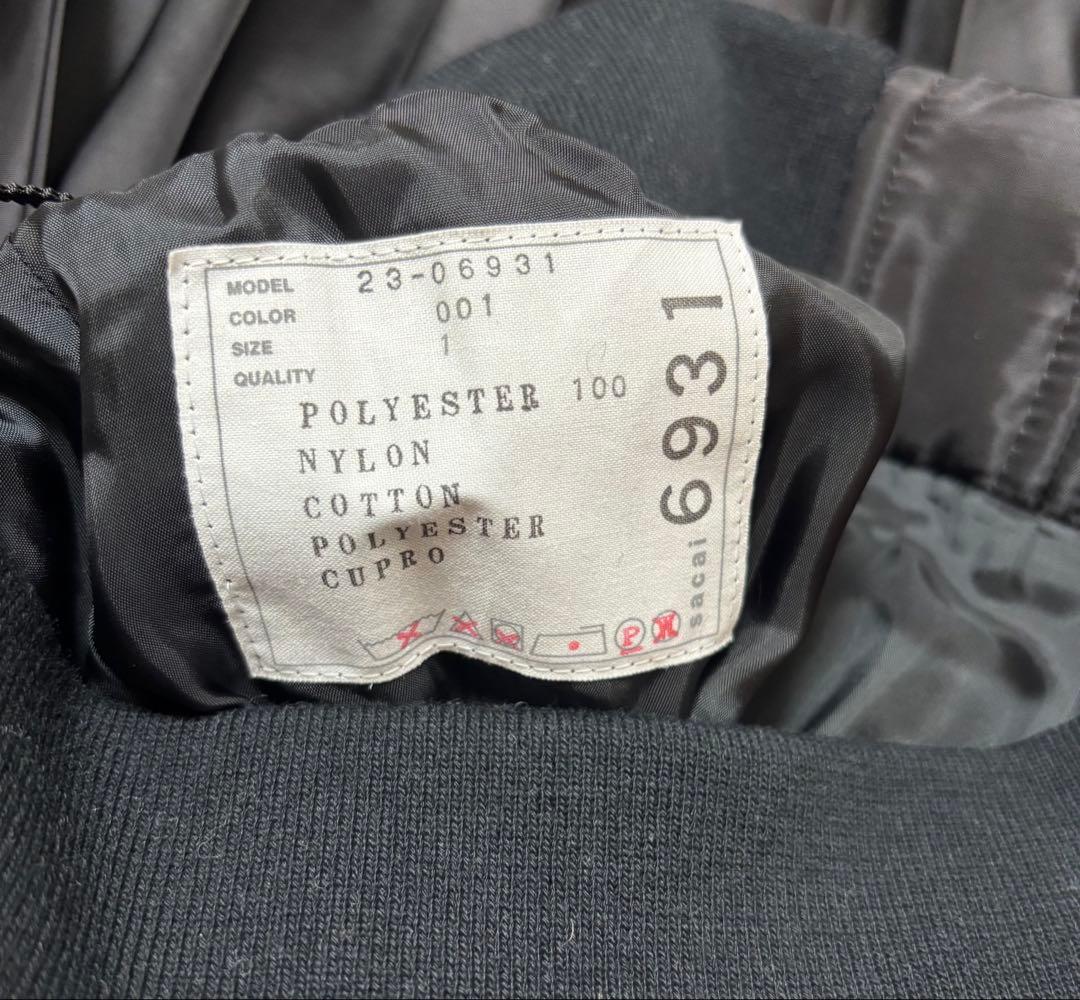 MODEL 23-06931
COLOR 001
SIZE 1
QUALITY
POLYESTER 100
NYLON
COTTON
POLYESTER
CUPRO
P W
sacai 6931